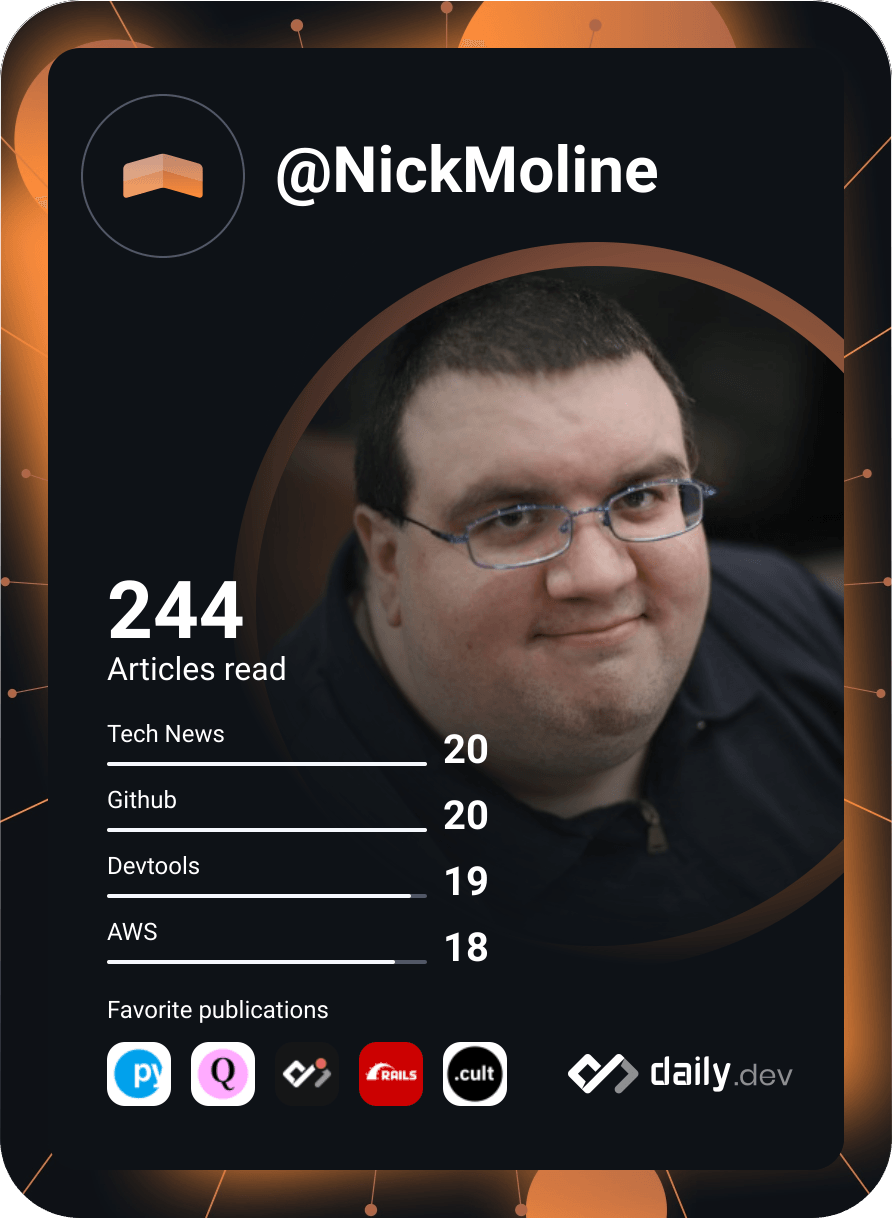 @NickMoline
244
Articles read
Tech News
20
Github
20
Devtools
19
AWS
18
Favorite publications
py
Q
RAILS
.cult
daily.dev